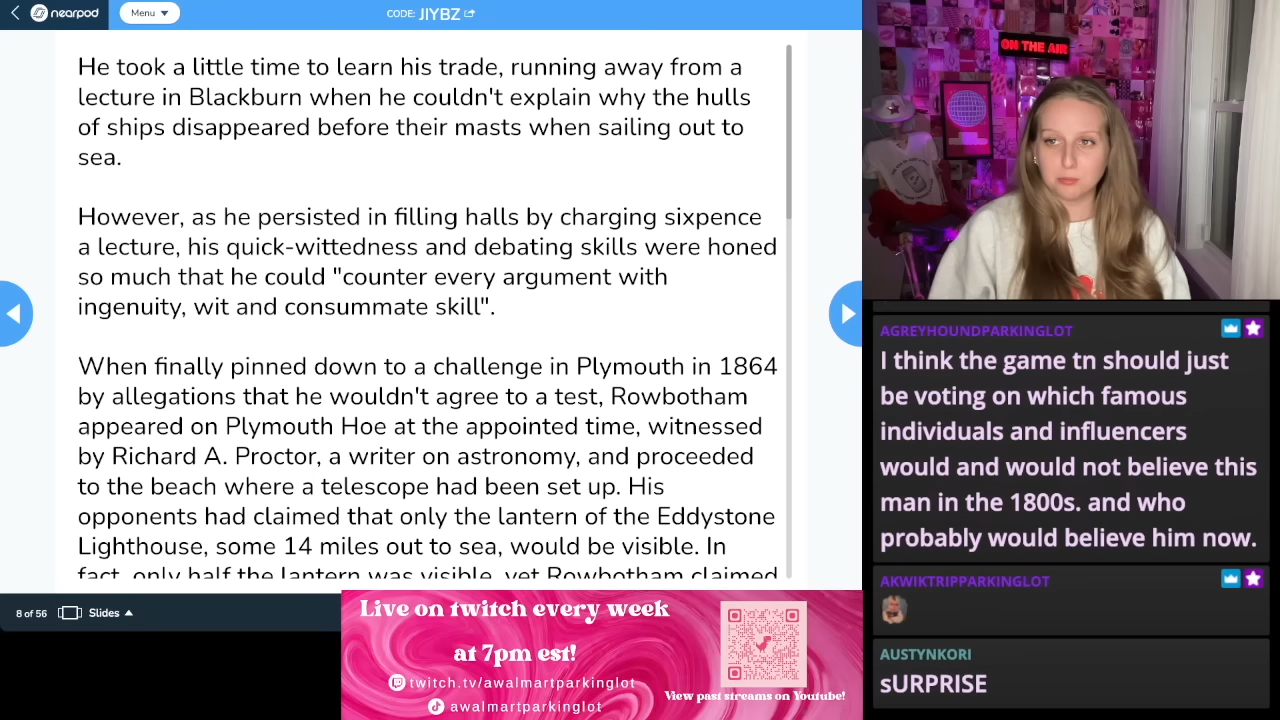 nearpod
Menu
CODE: JIYBZ
He took a little time to learn his trade, running away from a
lecture in Blackburn when he couldn't explain why the hulls
of ships disappeared before their masts when sailing out to
sea.
However, as he persisted in filling halls by charging sixpence
a lecture, his quick-wittedness and debating skills were honed
so much that he could "counter every argument with
ingenuity, wit and consummate skill".
When finally pinned down to a challenge in Plymouth in 1864
by allegations that he wouldn't agree to a test, Rowbotham
appeared on Plymouth Hoe at the appointed time, witnessed
by Richard A. Proctor, a writer on astronomy, and proceeded
to the beach where a telescope had been set up. His
opponents had claimed that only the lantern of the Eddystone
Lighthouse, some 14 miles out to sea, would be visible. In
fact, only half the lantern was visible, yet Rowbotham claimed
8 of 56
Slides
Live on twitch every week
at 7pm est!
twitch.tv/awalmartparkinglot
awalmartparkinglot
View past streams on Youtube!
ON THE AIR
AGREYHOUNDPARKINGLOT
I think the game tn should just
be voting on which famous
individuals and influencers
would and would not believe this
man in the 1800s. and who
probably would believe him now.
AKWIKTRIPPARKINGLOT
AUSTYNKORI
sURPRISE